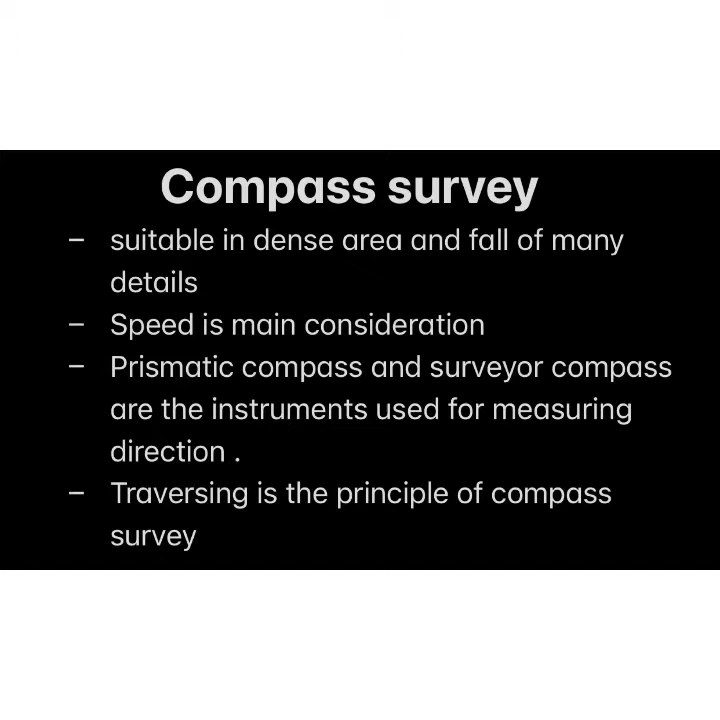 Compass survey
– suitable in dense area and fall of many
details
– Speed is main consideration
– Prismatic compass and surveyor compass
are the instruments used for measuring
direction .
– Traversing is the principle of compass
survey